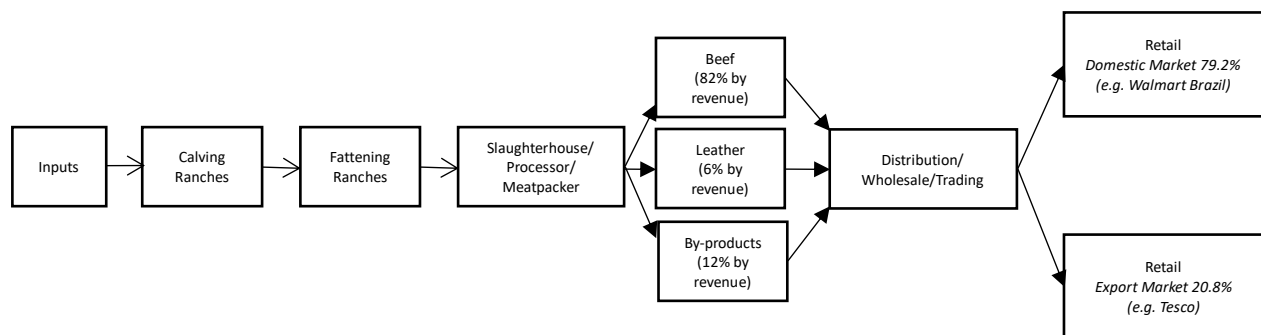 Inputs
Calving
Ranches
Fattening
Ranches
Slaughterhouse/
Processor/
Meatpacker
Beef
(82% by
revenue)
Leather
(6% by
revenue)
By-products
(12% by
revenue)
Distribution/
Wholesale/Trading
Retail
Domestic Market 79.2%
(e.g. Walmart Brazil)
Retail
Export Market 20.8%
(e.g. Tesco)